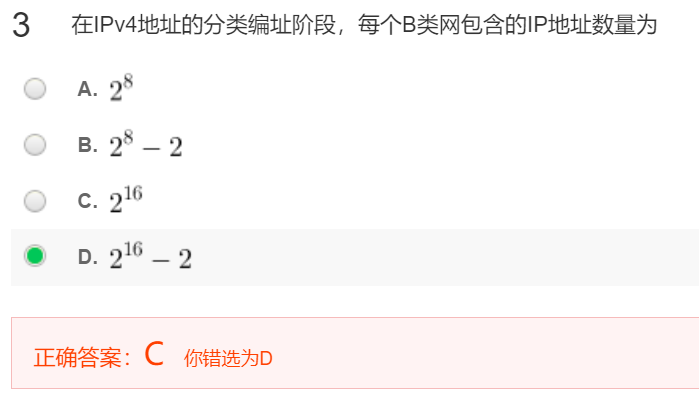 3 在IPv4地址的分类编址阶段，每个B类网包含的IP地址数量为
A. 2^8
B. 2^8 − 2
C. 2^16
D. 2^16 − 2
正确答案：C 你错选为D